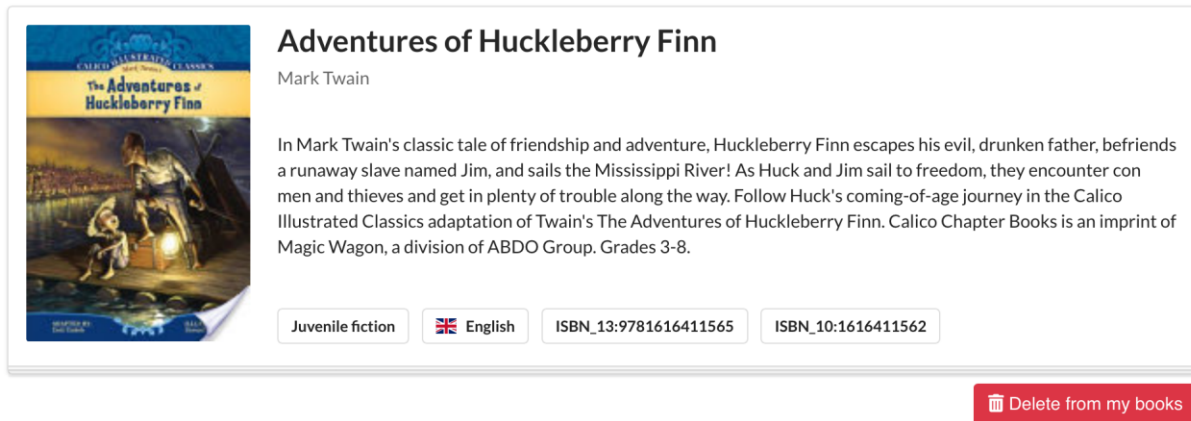 Adventures of Huckleberry Finn
Mark Twain
In Mark Twain's classic tale of friendship and adventure, Huckleberry Finn escapes his evil, drunken father, befriends
a runaway slave named Jim, and sails the Mississippi River! As Huck and Jim sail to freedom, they encounter con
men and thieves and get in plenty of trouble along the way. Follow Huck's coming-of-age journey in the Calico
Illustrated Classics adaptation of Twain's The Adventures of Huckleberry Finn. Calico Chapter Books is an imprint of
Magic Wagon, a division of ABDO Group. Grades 3-8.
Juvenile fiction
English
ISBN_13:9781616411565
ISBN_10:1616411562
Delete from my books
CALICO ILLUSTRATED CLASSICS
Mark Twain's
The Adventures of
Huckleberry Finn
ADAPTED BY: